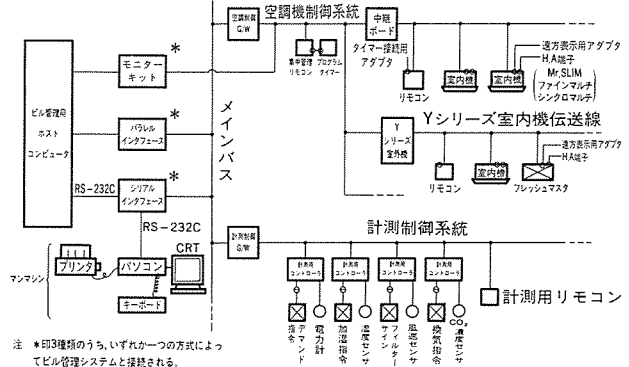 空調機制御系統
空調制御
G/W
中継
ボード
タイマー接続用
アダプタ
集中管理
リモコン
プログラム
タイマー
リモコン
室内機
室内機
遠方表示用アダプタ
H,A端子
Mr,SLIM
ファインマルチ
シンクロマルチ
*
モニター
キット
ビル管理用
ホスト
コンピュータ
*
パラレル
インタフェース
メインバス
Yシリーズ室内機伝送線
Y
シリーズ
室外機
遠方表示用アダプタ
H,A端子
リモコン
室内機
フレッシュマスタ
RS-232C
*
シリアル
インタフェース
RS-232C
計測制御系統
計測制御
G/W
CRT
マンマシン
プリンタ
パソコン
キーボード
計測用
コントローラ
計測用
コントローラ
計測用
コントローラ
計測用
コントローラ
計測用リモコン
デマンド
指令
電力計
加湿指令
湿度センサ
フィルター
サイン
風速センサ
換気指令
CO₂濃度センサ
注 *印3種類のうち、いずれか一つの方式によっ
てビル管理システムと接続される。